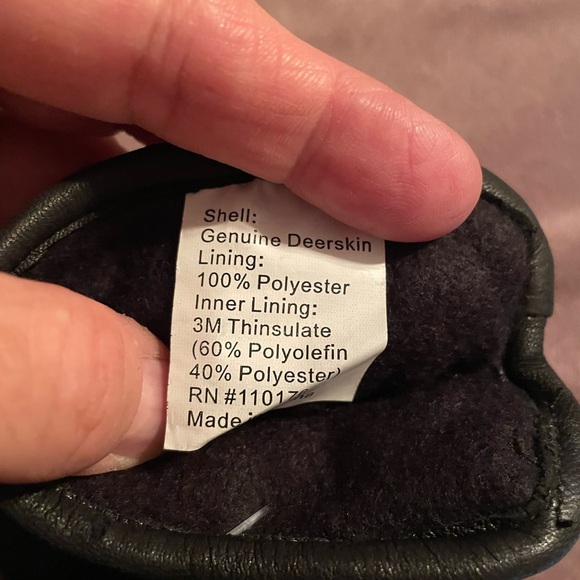 Shell:
Genuine Deerskin
Lining:
100% Polyester
Inner Lining:
3M Thinsulate
(60% Polyolefin
40% Polyester)
RN
Made